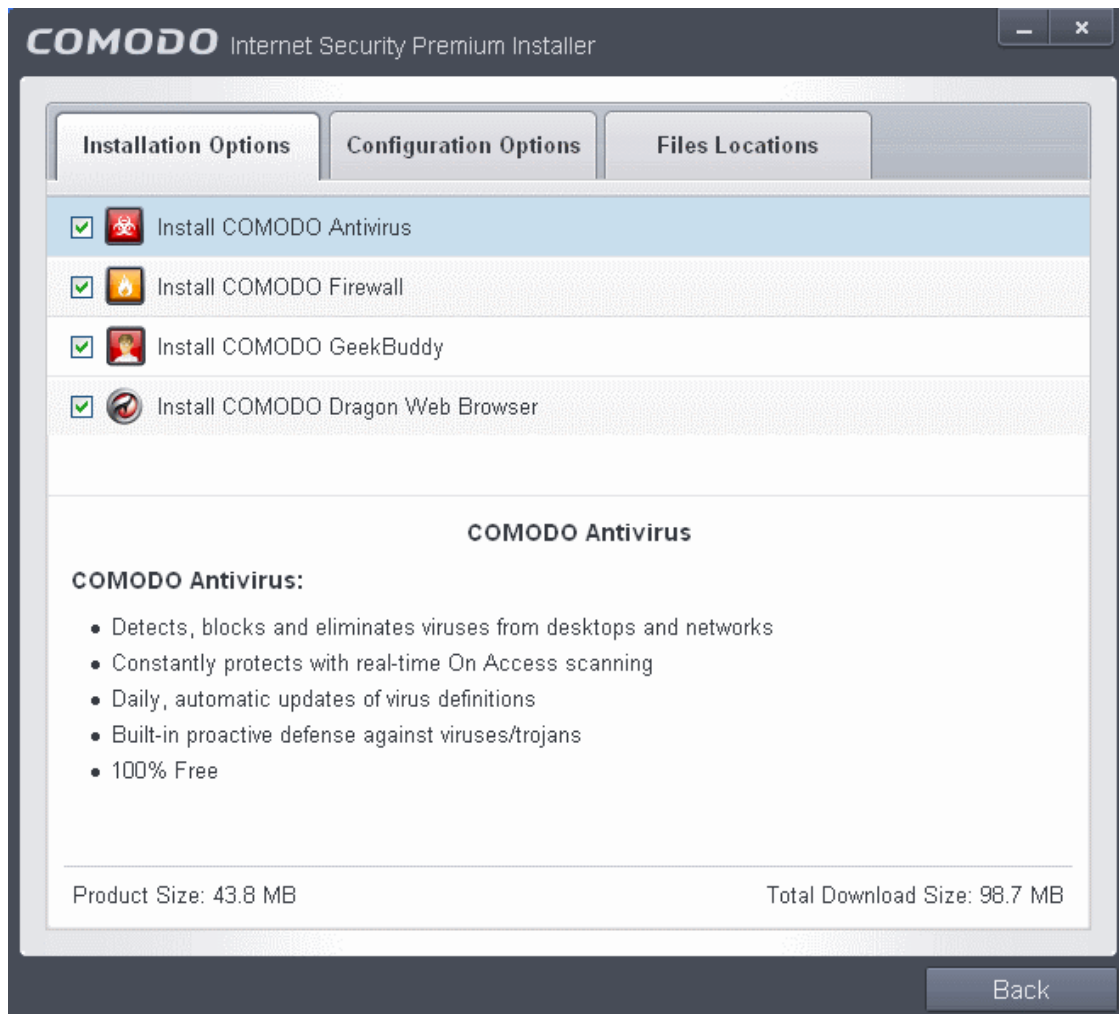 COMODO Internet Security Premium Installer
Installation Options
Configuration Options
Files Locations
Install COMODO Antivirus
Install COMODO Firewall
Install COMODO GeekBuddy
Install COMODO Dragon Web Browser
COMODO Antivirus
COMODO Antivirus:
• Detects, blocks and eliminates viruses from desktops and networks
• Constantly protects with real-time On Access scanning
• Daily, automatic updates of virus definitions
• Built-in proactive defense against viruses/trojans
• 100% Free
Product Size: 43.8 MB
Total Download Size: 98.7 MB
Back